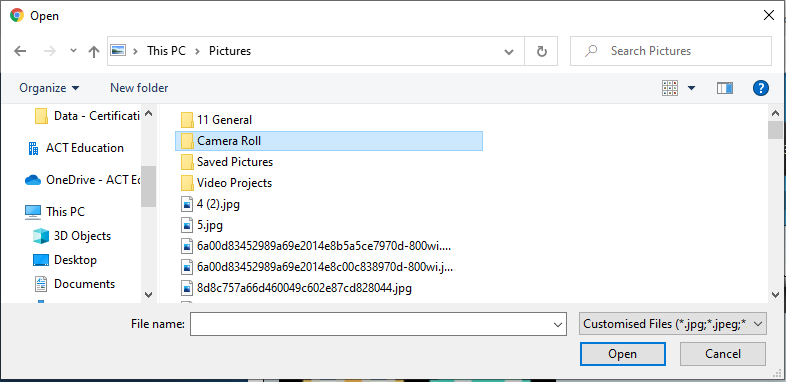 Open
This PC > Pictures
Search Pictures
Organize
New folder
Data - Certificati
ACT Education
OneDrive - ACT Ec
This PC
3D Objects
Desktop
Documents
11 General
Camera Roll
Saved Pictures
Video Projects
4 (2).jpg
5.jpg
6a00d83452989a69e2014e8b5a5ce7970d-800wi....
6a00d83452989a69e2014e8c00c838970d-800wi.j...
8d8c757a66d460049c602e87cd828044.jpg
File name:
Customised Files (*.jpg;*.jpeg;*
Open
Cancel